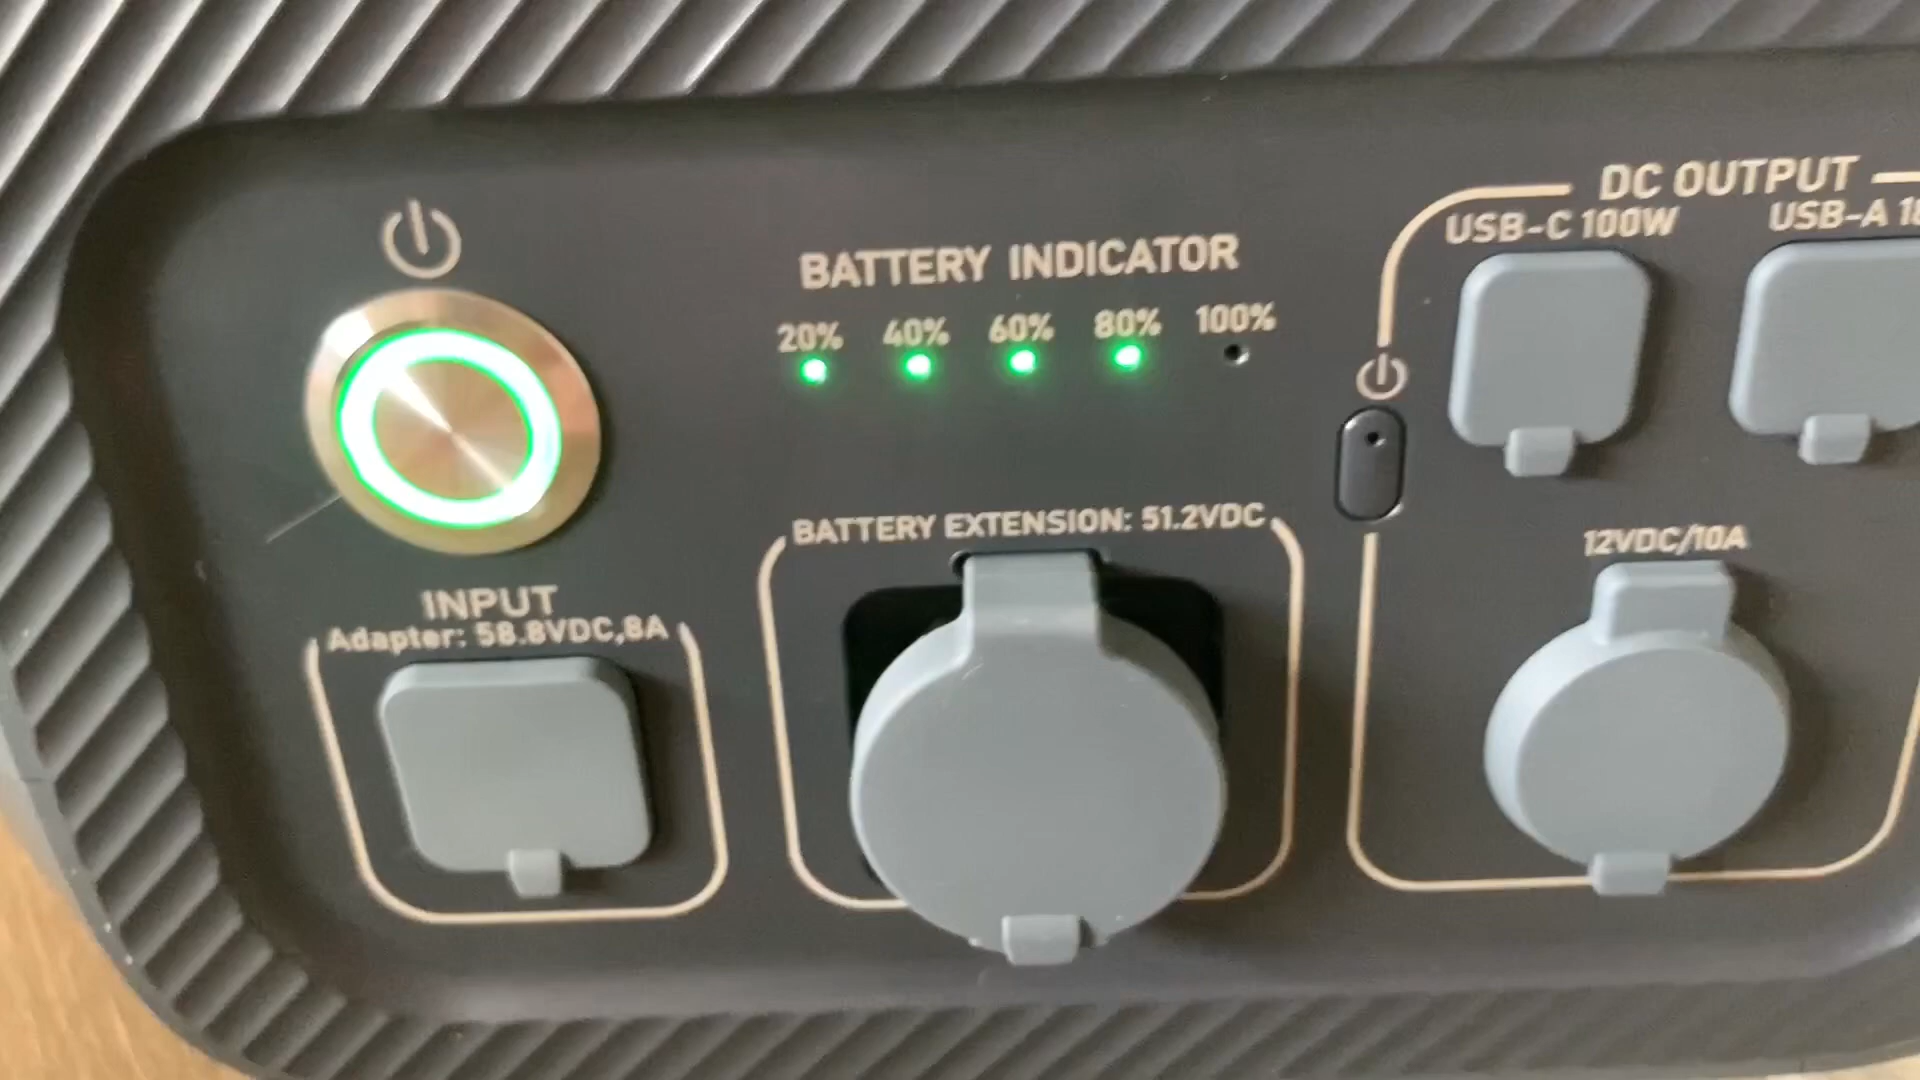 BATTERY INDICATOR
20% 40% 60% 80% 100%
DC OUTPUT
USB-C 100W
USB-A
BATTERY EXTENSION: 51.2VDC
12VDC/10A
INPUT
Adapter: 58.8VDC,8A